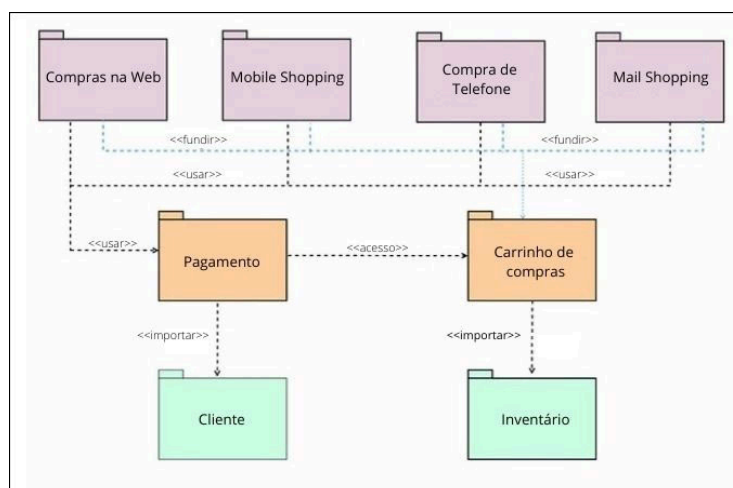 Compras na Web
Mobile Shopping
Compra de
Telefone
Mail Shopping
<<fundir>>
<<fundir>>
<<usar>>
<<usar>>
<<usar>>
Pagamento
<<acesso>>
Carrinho de
compras
<<importar>>
<<importar>>
Cliente
Inventário